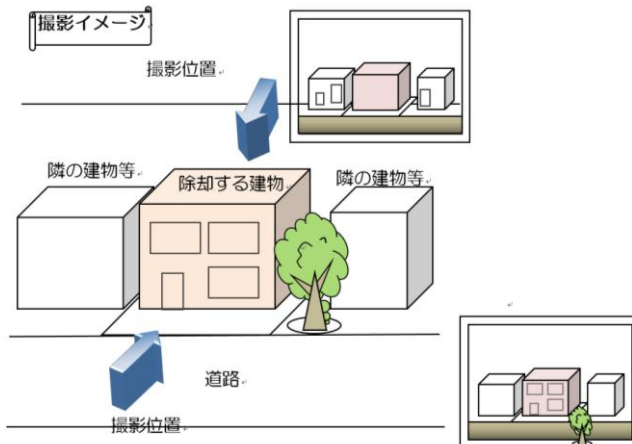 撮影イメージ
撮影位置
隣の建物等
除却する建物
隣の建物等
道路
撮影位置